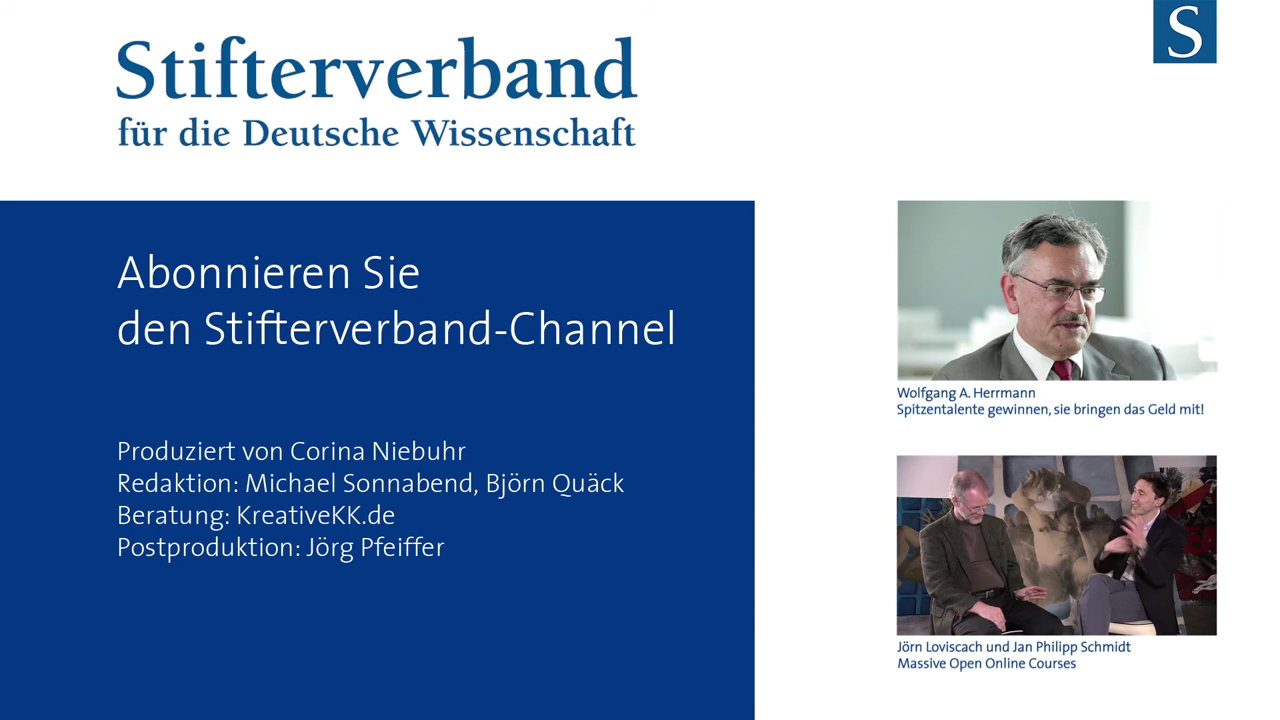 Stifterverband
für die Deutsche Wissenschaft
S
Abonnieren Sie
den Stifterverband-Channel
Produziert von Corina Niebuhr
Redaktion: Michael Sonnabend, Björn Quäck
Beratung: KreativeKK.de
Postproduktion: Jörg Pfeiffer
Wolfgang A. Herrmann
Spitzentalente gewinnen, sie bringen das Geld mit!
Jörn Loviscach und Jan Philipp Schmidt
Massive Open Online Courses